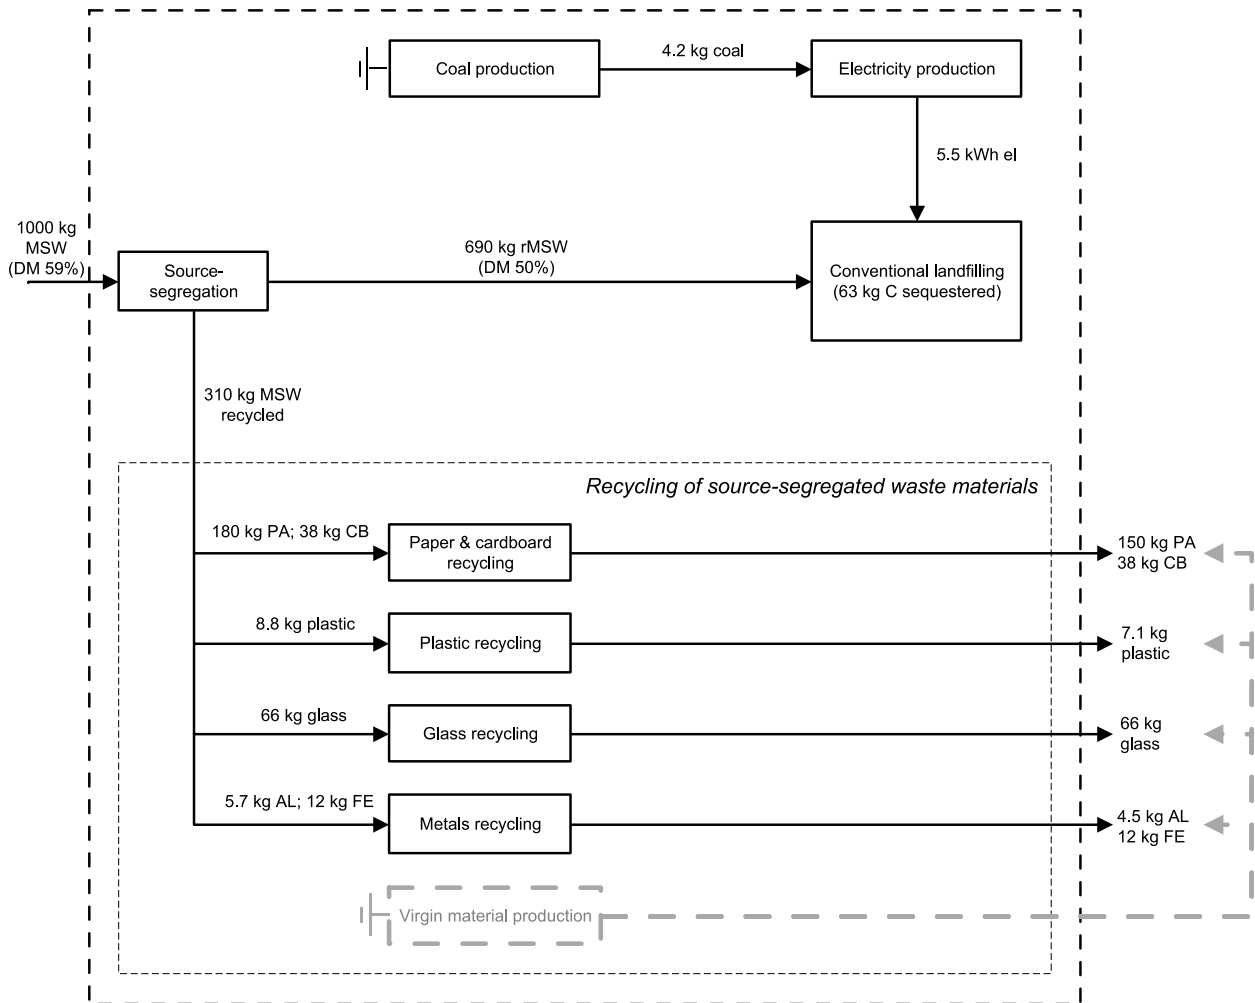 Coal production
4.2 kg coal
Electricity production
5.5 kWh el
1000 kg
MSW
(DM 59%)
Source-
segregation
690 kg rMSW
(DM 50%)
Conventional landfilling
(63 kg C sequestered)
310 kg MSW
recycled
Recycling of source-segregated waste materials
180 kg PA; 38 kg CB
Paper & cardboard
recycling
150 kg PA
38 kg CB
8.8 kg plastic
Plastic recycling
7.1 kg
plastic
66 kg glass
Glass recycling
66 kg
glass
5.7 kg AL; 12 kg FE
Metals recycling
4.5 kg AL
12 kg FE
Virgin material production